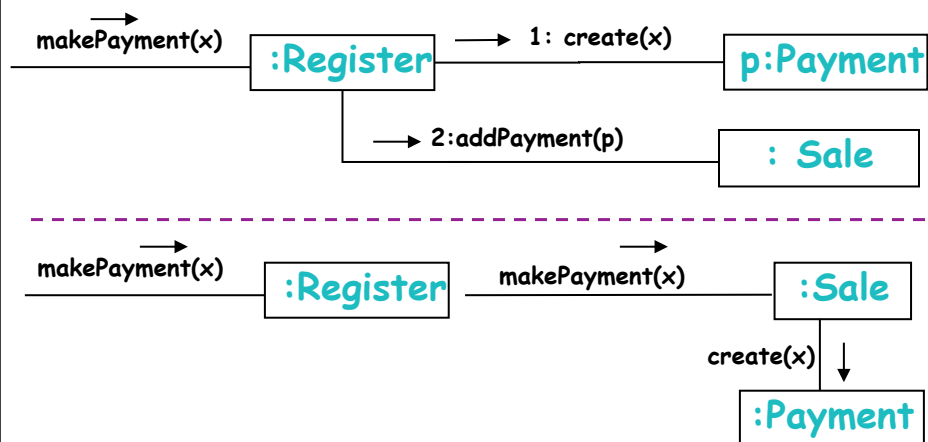 makePayment(x)
:Register
1: create(x)
p:Payment
2:addPayment(p)
: Sale
makePayment(x)
:Register
makePayment(x)
:Sale
create(x)
:Payment